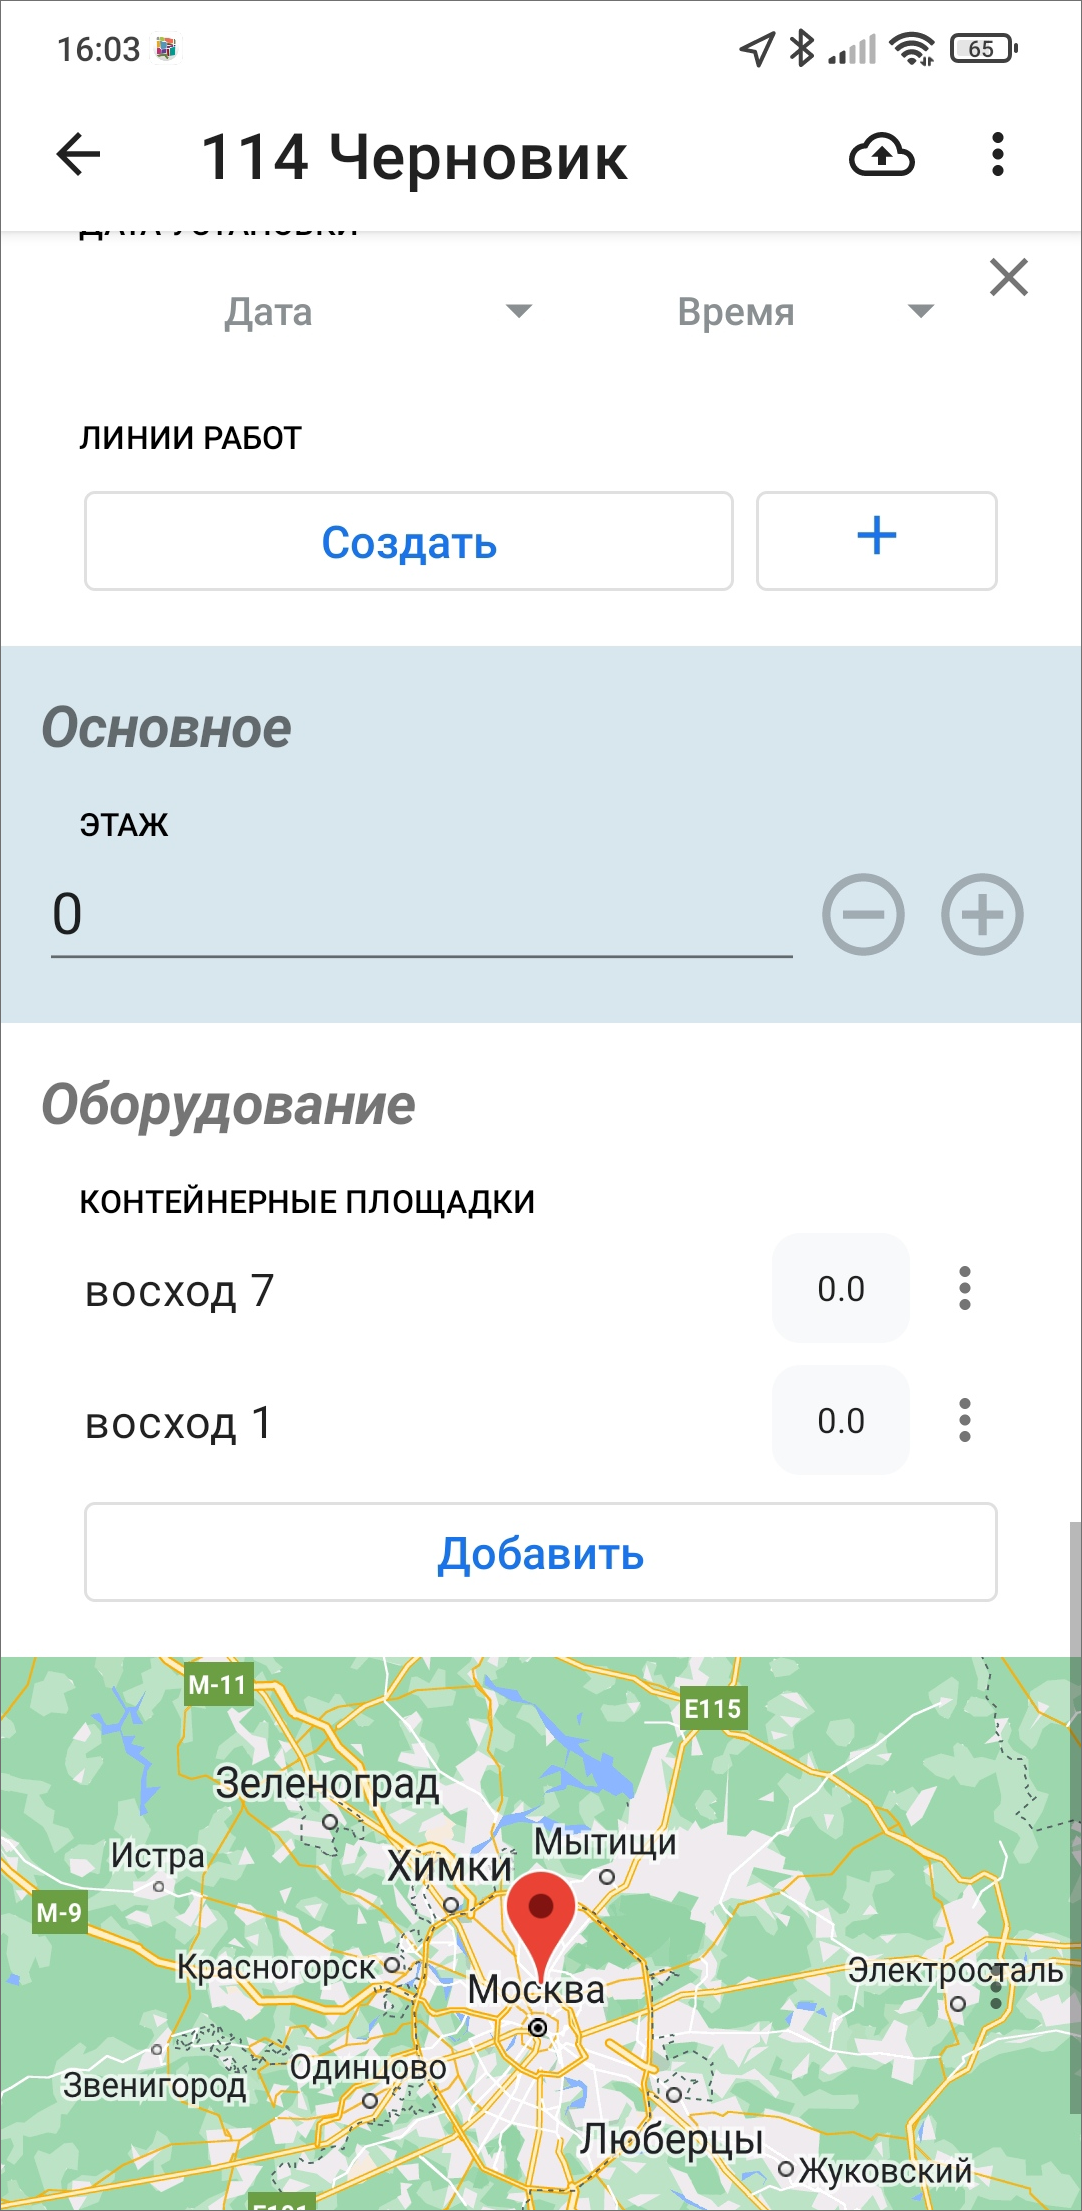 16:03
65
114 Черновик
ДАТА УСТАНОВКИ
Дата
Время
ЛИНИИ РАБОТ
Создать
Основное
ЭТАЖ
0
Оборудование
КОНТЕЙНЕРНЫЕ ПЛОЩАДКИ
восход 7
0.0
восход 1
0.0
Добавить
М-11
E115
Зеленоград
Мытищи
Истра
Химки
М-9
Красногорск
Москва
Электросталь
Одинцово
Звенигород
Люберцы
Жуковский